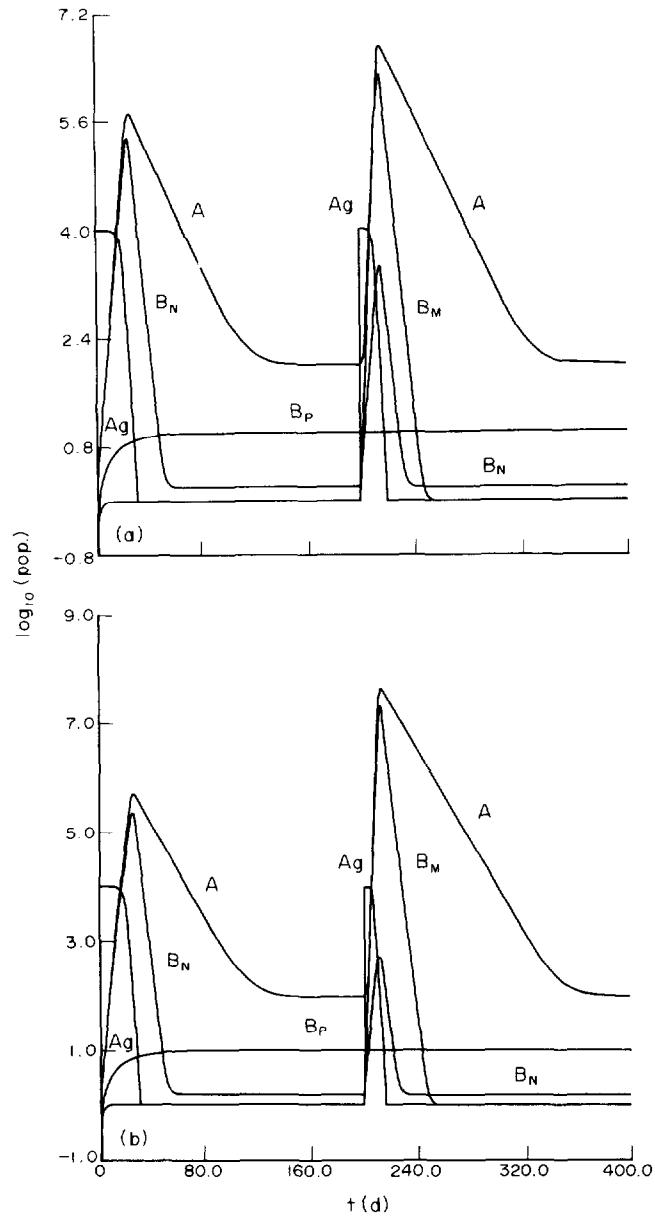 7.2
5.6
A
A
Ag
4.0
B_N
B_M
2.4
B_P
Ag
0.8
B_N
(a)
-0.8
log₁₀ (pop.)
9.0
7.0
A
5.0
Ag
B_M
A
3.0
B_N
B_P
Ag
1.0
B_N
(b)
-1.0
0 80.0 160.0 240.0 320.0 400.0
t (d)